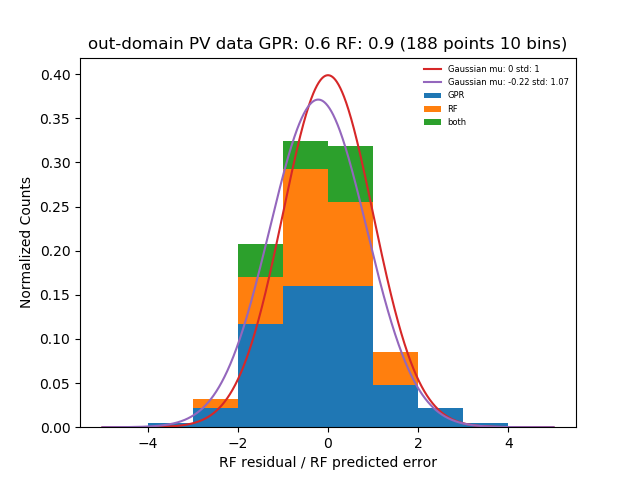 out-domain PV data GPR: 0.6 RF: 0.9 (188 points 10 bins)
Gaussian mu: 0 std: 1
Gaussian mu: -0.22 std: 1.07
GPR
RF
both
Normalized Counts
0.40
0.35
0.30
0.25
0.20
0.15
0.10
0.05
0.00
−4 −2 0 2 4
RF residual / RF predicted error